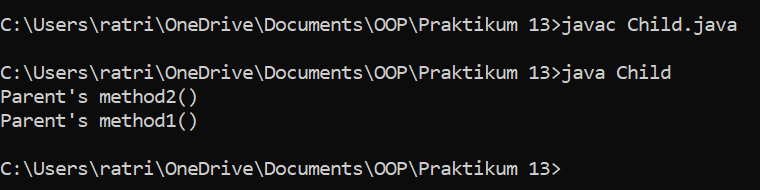 C:\Users\ratri\OneDrive\Documents\OOP\Praktikum 13>javac Child.java
C:\Users\ratri\OneDrive\Documents\OOP\Praktikum 13>java Child
Parent's method2()
Parent's method1()
C:\Users\ratri\OneDrive\Documents\OOP\Praktikum 13>